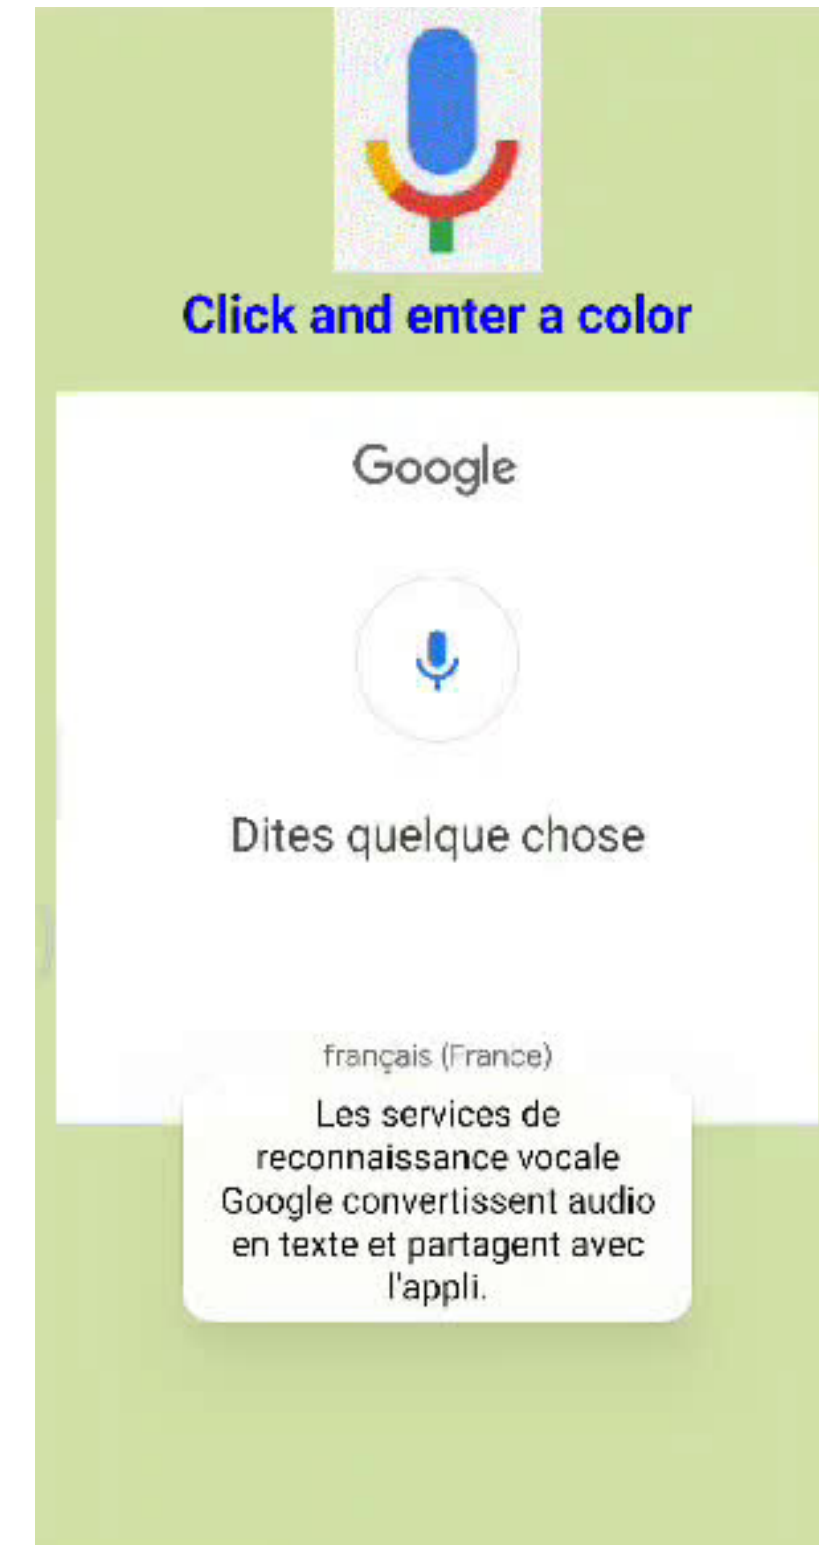 Click and enter a color
Google
Dites quelque chose
français (France)
Les services de
reconnaissance vocale
Google convertissent audio
en texte et partagent avec
l'appli.